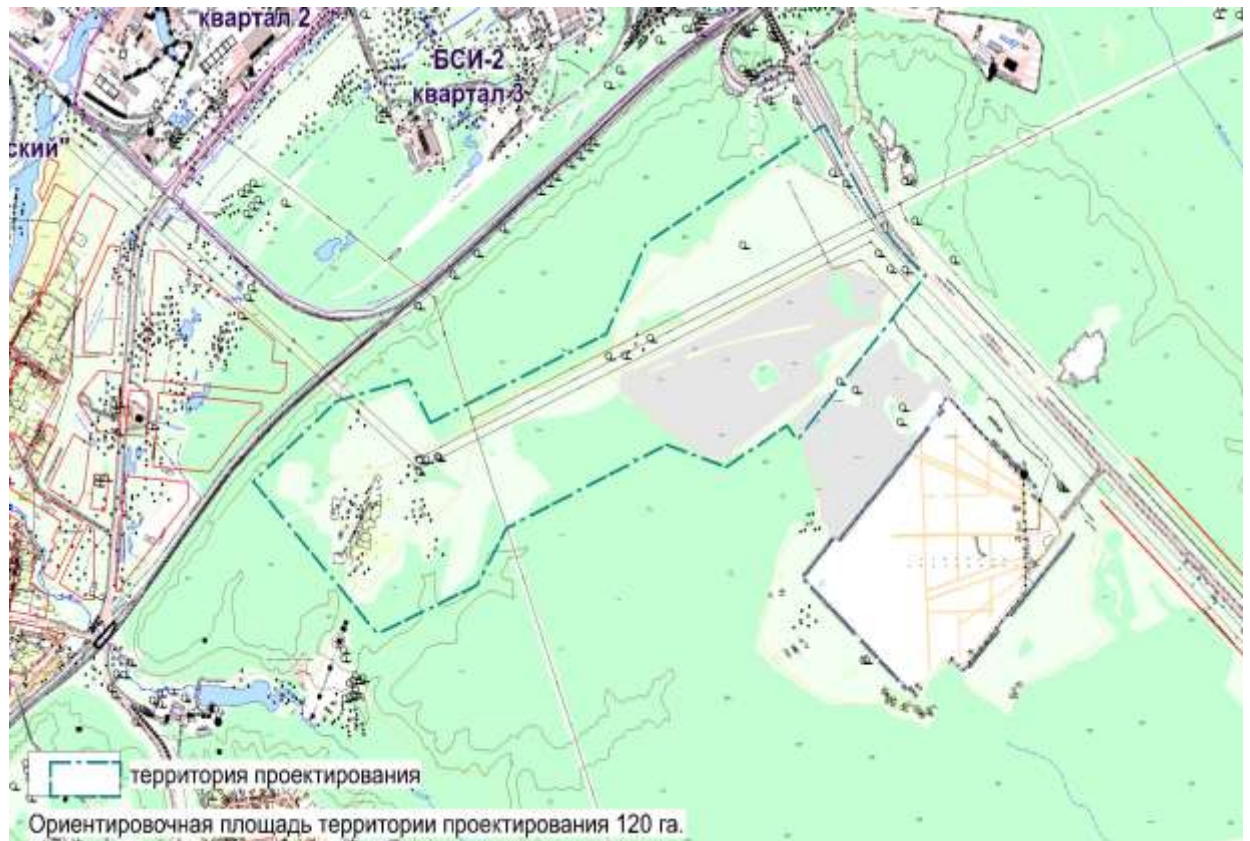 квартал 2
БСИ-2
квартал 3
ский"
территория проектирования
Ориентировочная площадь территории проектирования 120 га.